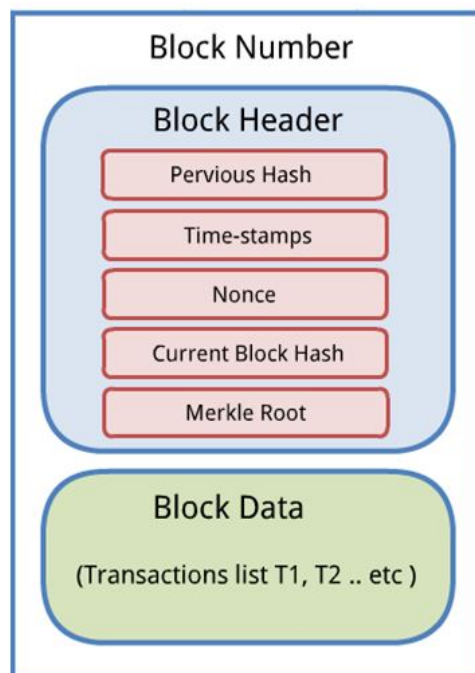 Block Number
Block Header
Pervious Hash
Time-stamps
Nonce
Current Block Hash
Merkle Root
Block Data
(Transactions list T1, T2 .. etc )